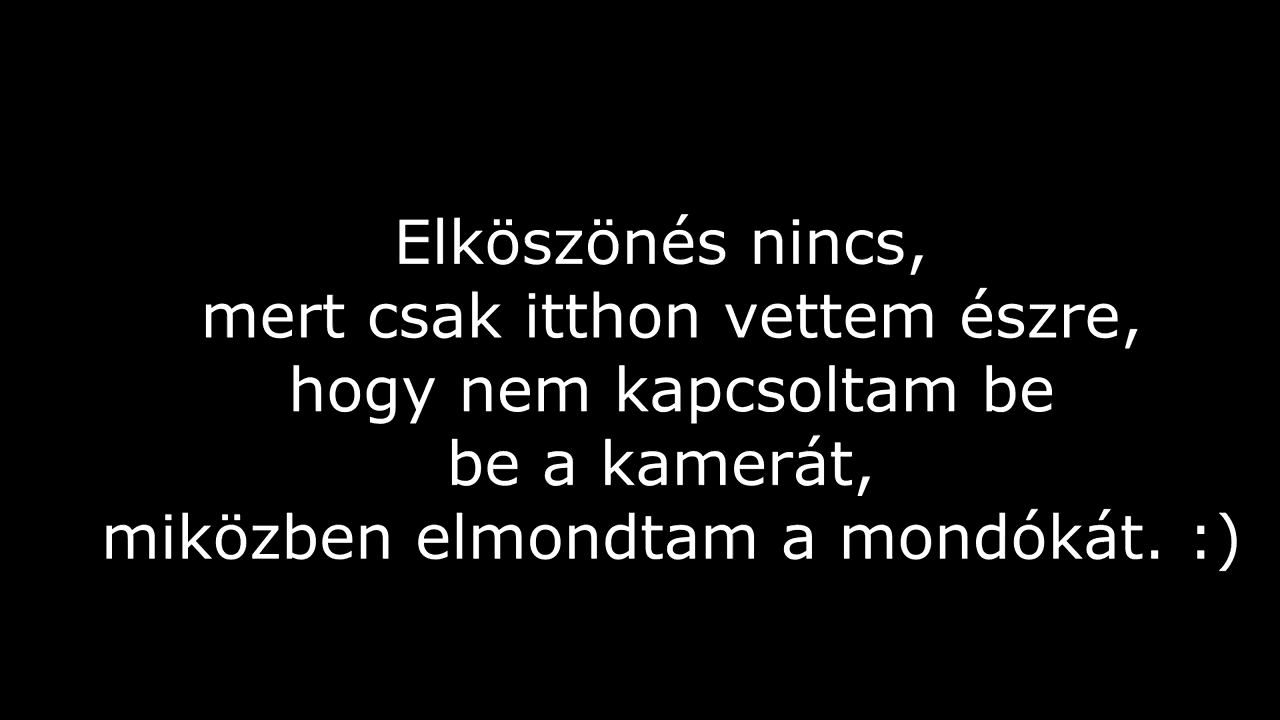 Elköszönés nincs,
mert csak itthon vettem észre,
hogy nem kapcsoltam be
be a kamerát,
miközben elmondtam a mondókát. :)